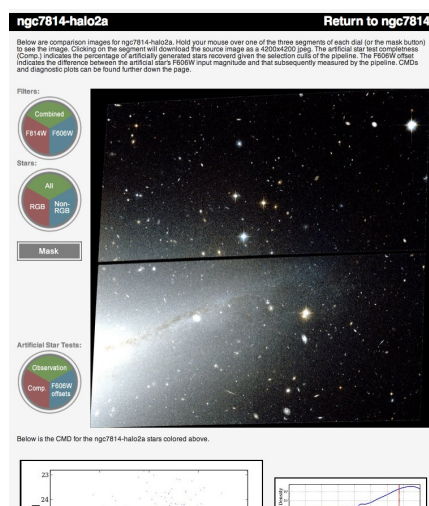 ngc7814-halo2a Return to ngc7814
Below are comparison images for ngc7814-halo2a. Hold your mouse over one of the three segments of each dial (or the mask button)
to see the image. Clicking on the segment will download the source image as a 4200x4200 jpeg. The artificial star test completness
(Comp.) indicates the percentage of artificially generated stars recoverd given the selection culls of the pipeline. The F606W offset
indicates the difference between the artificial star's F606W input magnitude and that subsequently measured by the pipeline. CMDs
and diagnostic plots can be found further down the page.
Filters:
Combined
F814W F606W
Stars:
All
RGB Non-
RGB
Mask
Artificial Star Tests:
Observation
Comp. F606W
offsets
Below is the CMD for the ngc7814-halo2a stars colored above.
23
24
Density